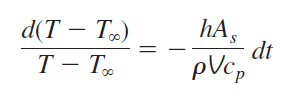 d(T − T∞) / (T − T∞) = − hAₛ / (ρVcₚ) dt